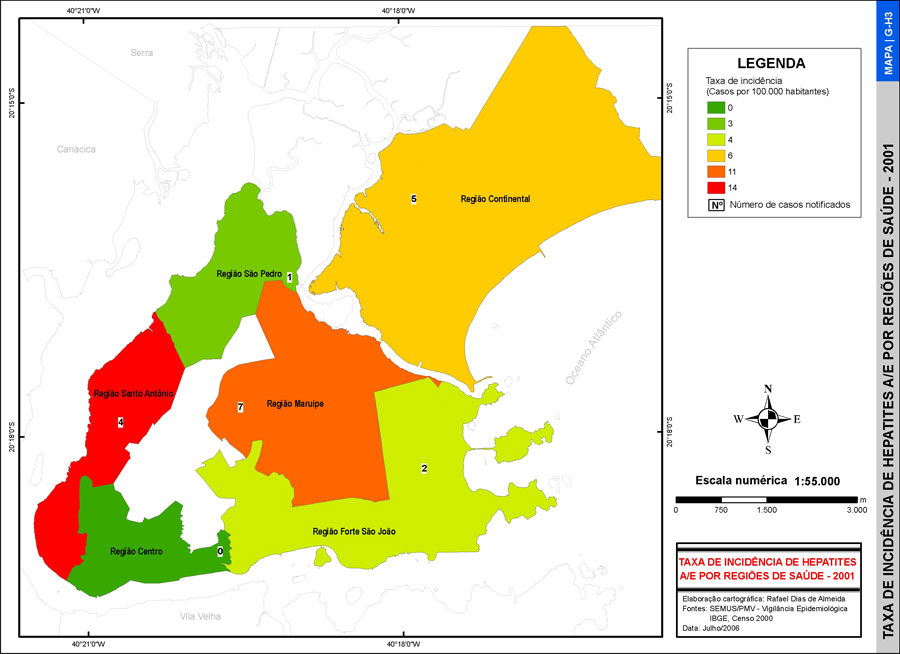 40°21'0"W
40°18'0"W
MAPA | G-H3
TAXA DE INCIDÊNCIA DE HEPATITES A/E POR REGIÕES DE SAÚDE - 2001
Serra
20°15'0"S
20°15'0"S
Cariacica
LEGENDA
Taxa de incidência
(Casos por 100.000 habitantes)
0
3
4
6
11
14
Nº Número de casos notificados
5
Região Continental
Região São Pedro
1
Oceano Atlântico
Região Santo Antônio
4
7
Região Maruipe
2
20°18'0"S
20°18'0"S
N
W E
S
Escala numérica 1:55.000
m
0 750 1.500 3.000
Região Forte São João
Região Centro
0
Vila Velha
TAXA DE INCIDÊNCIA DE HEPATITES
A/E POR REGIÕES DE SAÚDE - 2001
Elaboração cartográfica: Rafael Dias de Almeida
Fontes: SEMUS/PMV - Vigilância Epidemiológica
IBGE, Censo 2000
Data: Julho/2006
40°21'0"W
40°18'0"W